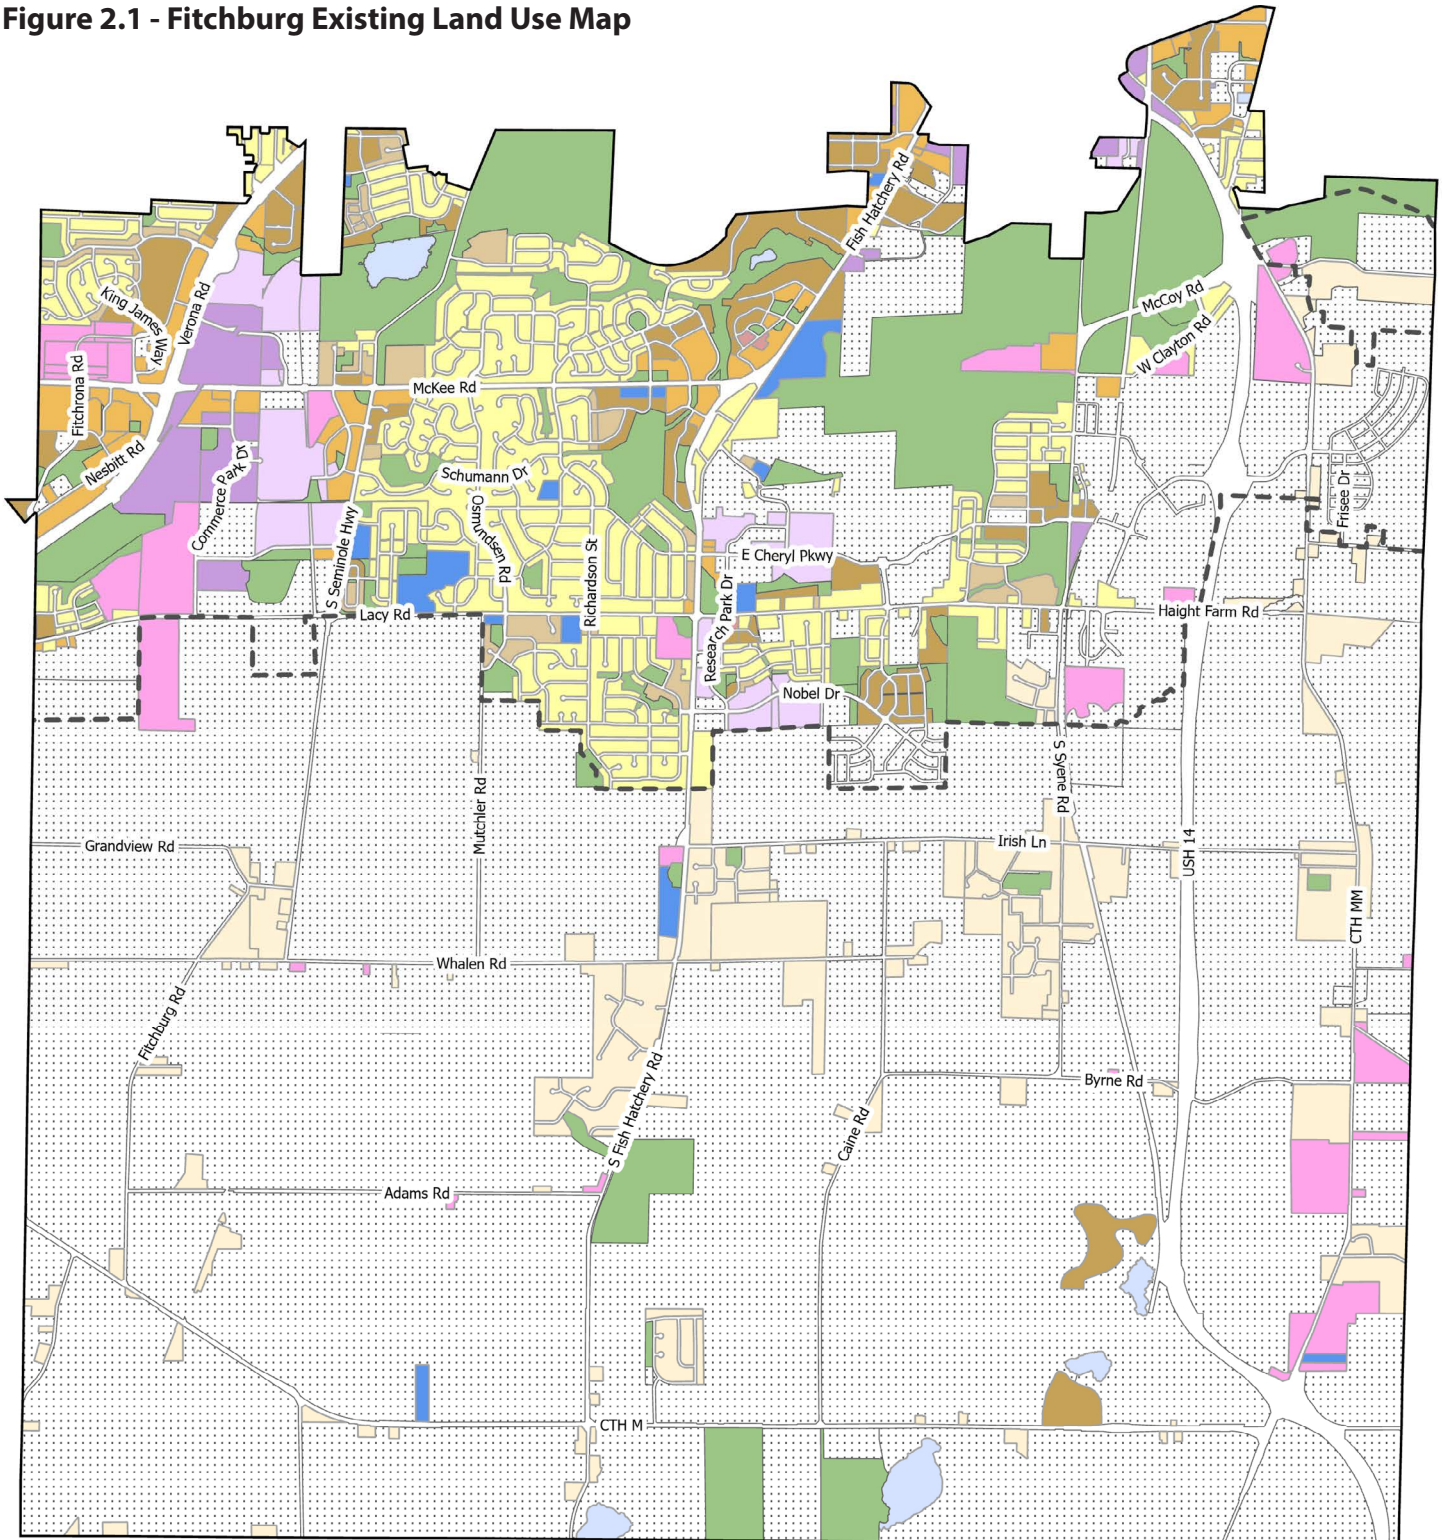 Figure 2.1 - Fitchburg Existing Land Use Map
Fish Hatchery Rd
McCoy Rd
W Clayton Rd
King James Way
Verona Rd
Fitchrona Rd
McKee Rd
Nesbitt Rd
Commerce Park Dr
Schumann Dr
Osmundsen Rd
Frisee Dr
S Seminole Hwy
Richardson St
E Cheryl Pkwy
Research Park Dr
Lacy Rd
Haight Farm Rd
Nobel Dr
S Syene Rd
Mutchler Rd
Grandview Rd
Irish Ln
USH 14
CTH MM
Whalen Rd
Fitchburg Rd
S Fish Hatchery Rd
Byrne Rd
Caine Rd
Adams Rd
CTH M